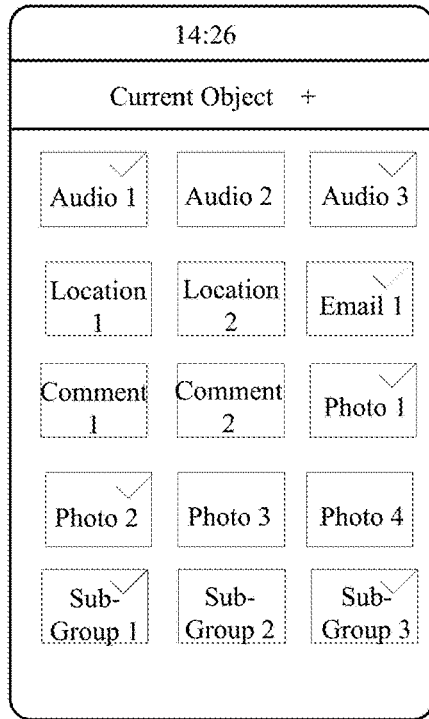 14:26
Current Object +
Audio 1
Audio 2
Audio 3
Location
1
Location
2
Email 1
Comment
1
Comment
2
Photo 1
Photo 2
Photo 3
Photo 4
Sub-
Group 1
Sub-
Group 2
Sub-
Group 3